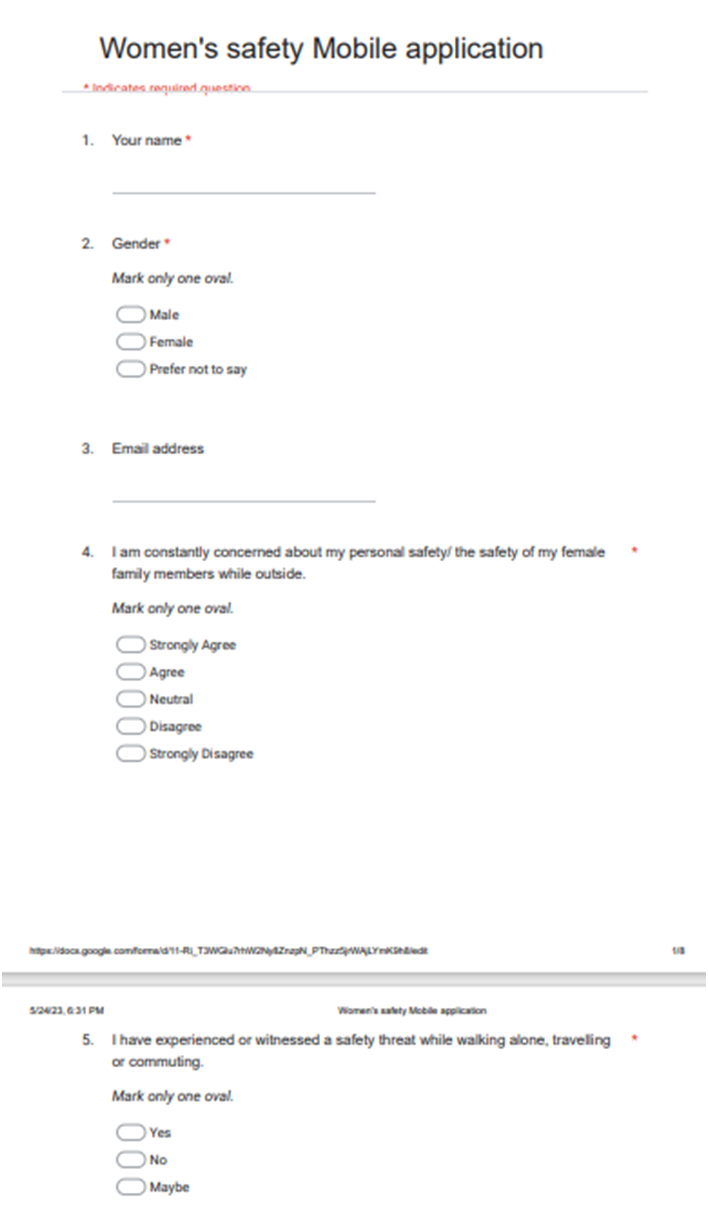 Women's safety Mobile application
* Indicates required question
1. Your name *
2. Gender *
Mark only one oval.
Male
Female
Prefer not to say
3. Email address
4. I am constantly concerned about my personal safety/ the safety of my female *
family members while outside.
Mark only one oval.
Strongly Agree
Agree
Neutral
Disagree
Strongly Disagree
1/8
5/24/23, 6:31 PM Women's safety Mobile application
5. I have experienced or witnessed a safety threat while walking alone, travelling *
or commuting.
Mark only one oval.
Yes
No
Maybe